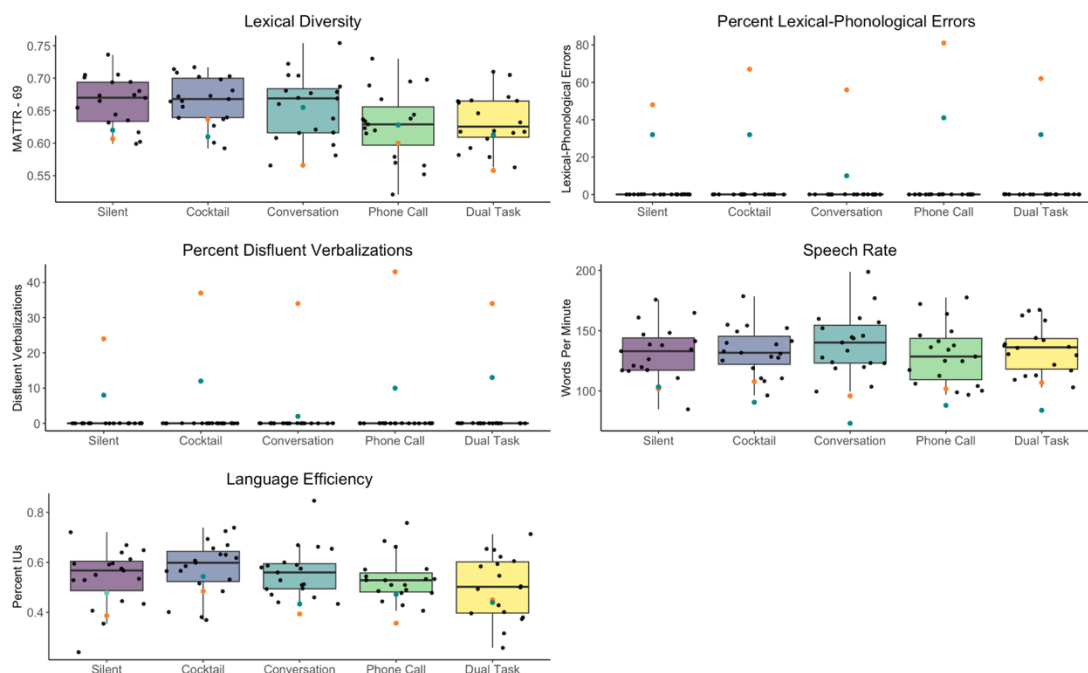 Lexical Diversity
MATTR - 69
0.75
0.70
0.65
0.60
0.55
Silent Cocktail Conversation Phone Call Dual Task
Percent Lexical-Phonological Errors
Lexical-Phonological Errors
80
60
40
20
0
Silent Cocktail Conversation Phone Call Dual Task
Percent Disfluent Verbalizations
Disfluent Verbalizations
40
30
20
10
0
Silent Cocktail Conversation Phone Call Dual Task
Speech Rate
Words Per Minute
200
150
100
Silent Cocktail Conversation Phone Call Dual Task
Language Efficiency
Percent IUs
0.8
0.6
0.4
Silent Cocktail Conversation Phone Call Dual Task